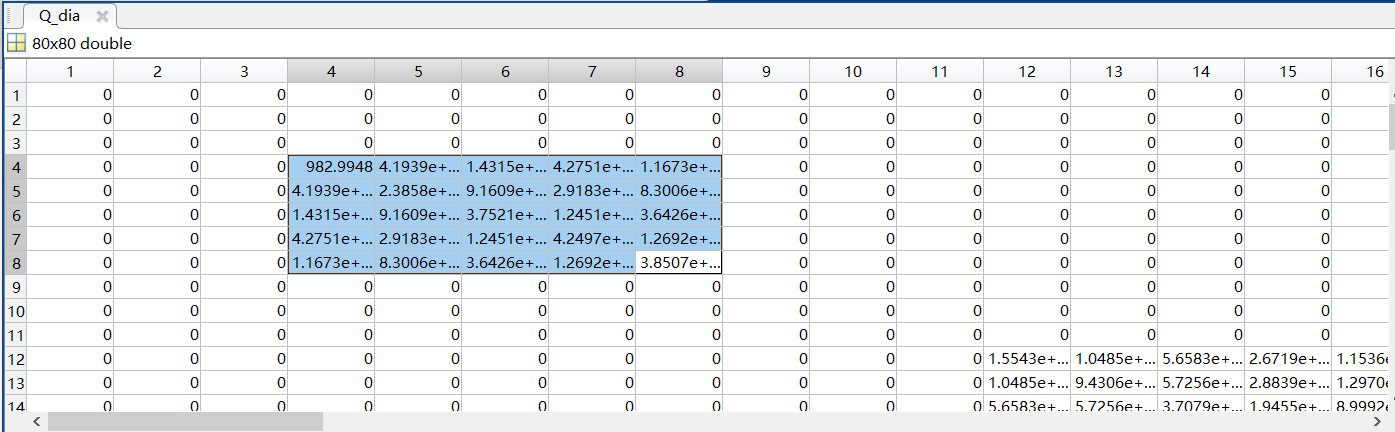 Q_dia
80x80 double
1 2 3 4 5 6 7 8 9 10 11 12 13 14 15 16
1 0 0 0 0 0 0 0 0 0 0 0 0 0 0 0
2 0 0 0 0 0 0 0 0 0 0 0 0 0 0 0
3 0 0 0 0 0 0 0 0 0 0 0 0 0 0 0
4 0 0 0 982.9948 4.1939e+... 1.4315e+... 4.2751e+... 1.1673e+... 0 0 0 0 0 0 0
5 0 0 0 4.1939e+... 2.3858e+... 9.1609e+... 2.9183e+... 8.3006e+... 0 0 0 0 0 0 0
6 0 0 0 1.4315e+... 9.1609e+... 3.7521e+... 1.2451e+... 3.6426e+... 0 0 0 0 0 0 0
7 0 0 0 4.2751e+... 2.9183e+... 1.2451e+... 4.2497e+... 1.2692e+... 0 0 0 0 0 0 0
8 0 0 0 1.1673e+... 8.3006e+... 3.6426e+... 1.2692e+... 3.8507e+... 0 0 0 0 0 0 0
9 0 0 0 0 0 0 0 0 0 0 0 0 0 0 0
10 0 0 0 0 0 0 0 0 0 0 0 0 0 0 0
11 0 0 0 0 0 0 0 0 0 0 0 0 0 0 0
12 0 0 0 0 0 0 0 0 0 0 0 1.5543e+... 1.0485e+... 5.6583e+... 2.6719e+... 1.1536e
13 0 0 0 0 0 0 0 0 0 0 0 1.0485e+... 9.4306e+... 5.7256e+... 2.8839e+... 1.2970e
14 0 0 0 0 0 0 0 0 0 0 0 5.6583e+... 5.7256e+... 3.7079e+... 1.9455e+... 8.9992e